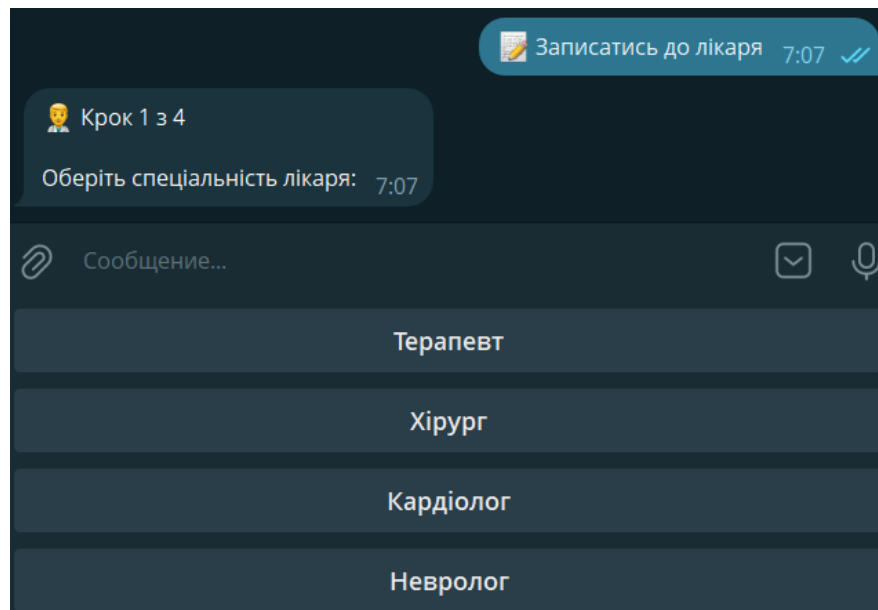 📝 Записатись до лікаря 7:07
👨‍⚕️ Крок 1 з 4
Оберіть спеціальність лікаря: 7:07
Сообщение...
Терапевт
Хірург
Кардіолог
Невролог